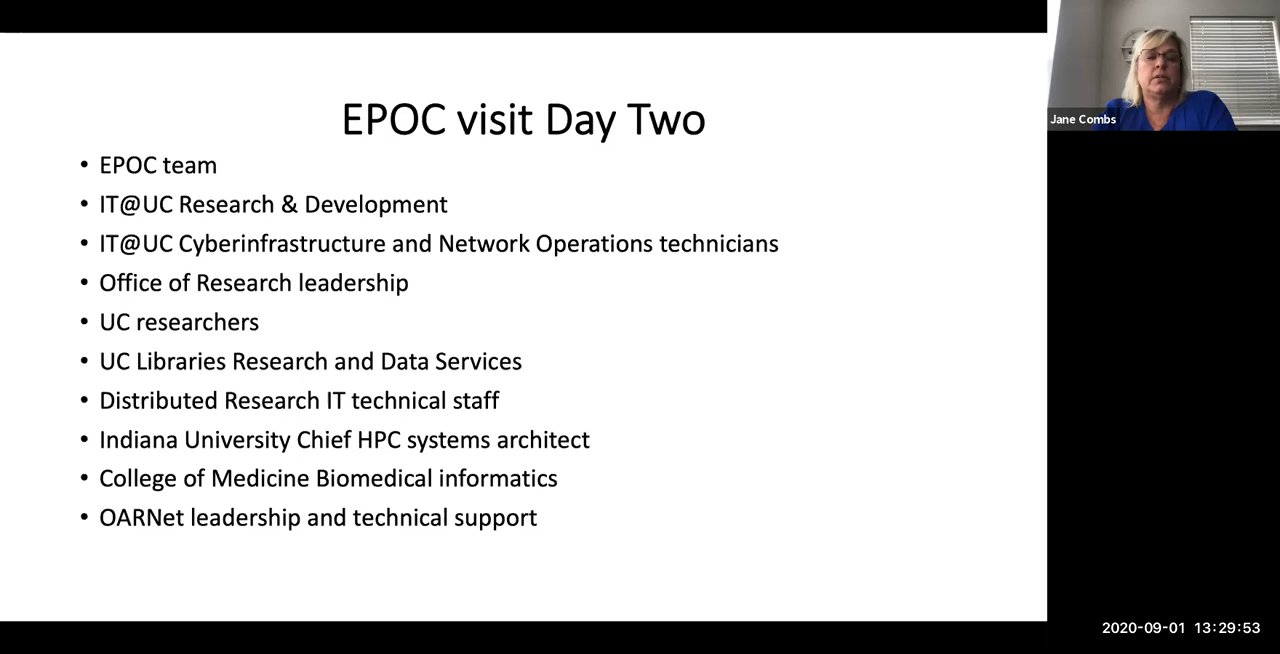 EPOC visit Day Two
• EPOC team
• IT@UC Research & Development
• IT@UC Cyberinfrastructure and Network Operations technicians
• Office of Research leadership
• UC researchers
• UC Libraries Research and Data Services
• Distributed Research IT technical staff
• Indiana University Chief HPC systems architect
• College of Medicine Biomedical informatics
• OARNet leadership and technical support
Jane Combs
2020-09-01 13:29:53